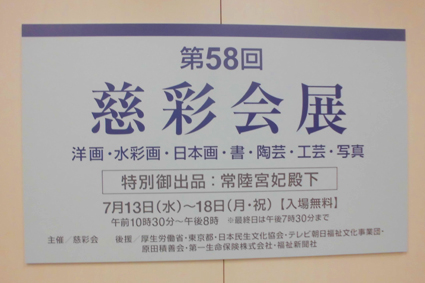 第58回
慈彩会展
洋画・水彩画・日本画・書・陶芸・工芸・写真
特別御出品：常陸宮妃殿下
7月13日（水）〜18日（月・祝）【入場無料】
午前10時30分〜午後8時 ※最終日は午後7時30分まで
主催／慈彩会 後援／厚生労働省・東京都・日本民生文化協会・テレビ朝日福祉文化事業団・
原田積善会・第一生命保険株式会社・福祉新聞社